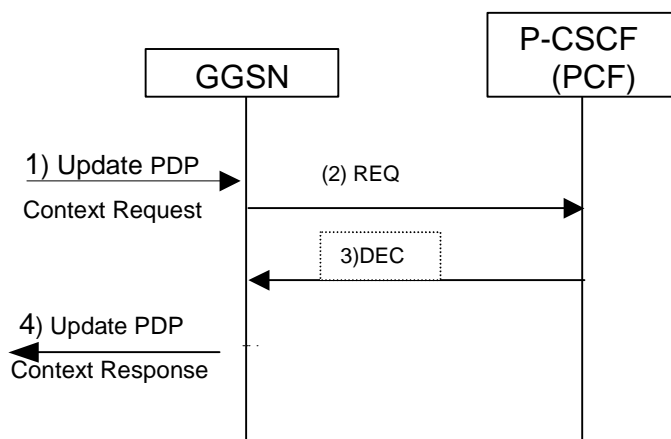 P-CSCF
(PCF)
GGSN
1) Update PDP
Context Request
(2) REQ
3)DEC
4) Update PDP
Context Response